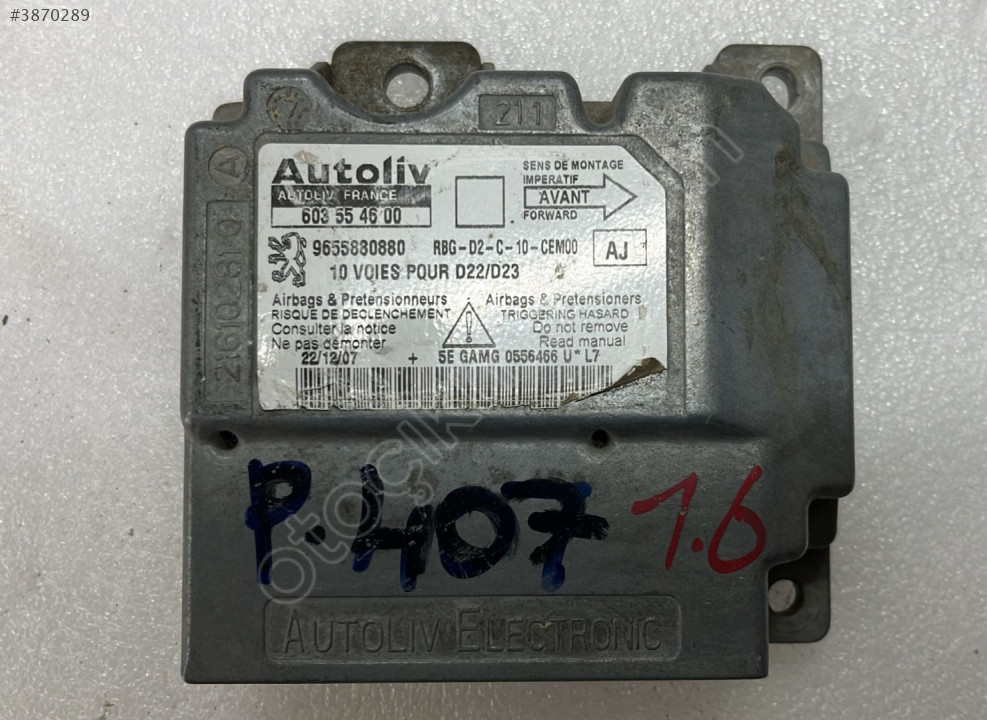 #3870289
7
211
A
Autoliv
AUTOLIV FRANCE
603 55 46 00
SENS DE MONTAGE
IMPERATIF
AVANT
FORWARD
9655880880 RBG-D2-C-10-CEM00 AJ
10 VOIES POUR D22/D23
Airbags & Pretensionneurs
RISQUE DE DECLENCHEMENT
Consulter la notice
Ne pas démonter
Airbags & Pretensioners
TRIGGERING HASARD
Do not remove
Read manual
22/12/07 + 5E GAMG 0556466 U* L7
P.407 1.6
AUTOLIV ELECTRONIC